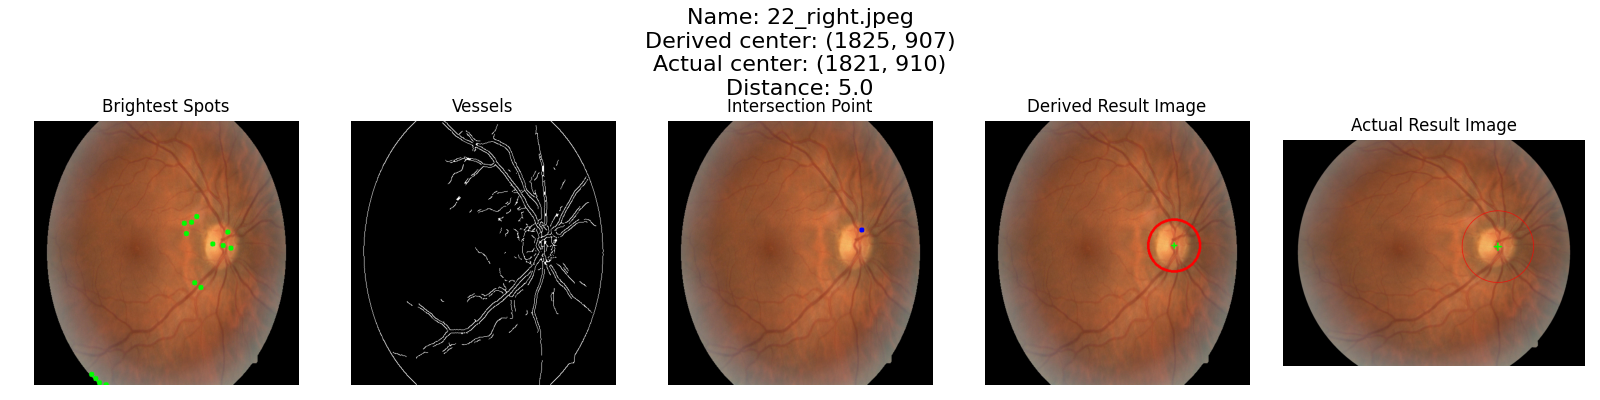 Name: 22_right.jpeg
Derived center: (1825, 907)
Actual center: (1821, 910)
Distance: 5.0
Brightest Spots
Vessels
Intersection Point
Derived Result Image
Actual Result Image